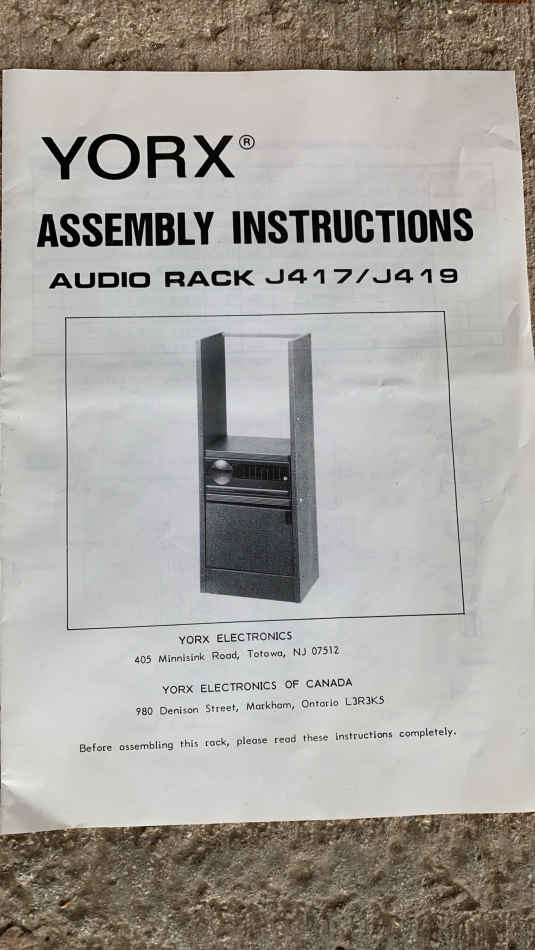 YORX®
ASSEMBLY INSTRUCTIONS
AUDIO RACK J417/J419
YORX ELECTRONICS
405 Minnisink Road, Totowa, NJ 07512
YORX ELECTRONICS OF CANADA
980 Denison Street, Markham, Ontario L3R3K5
Before assembling this rack, please read these instructions completely.